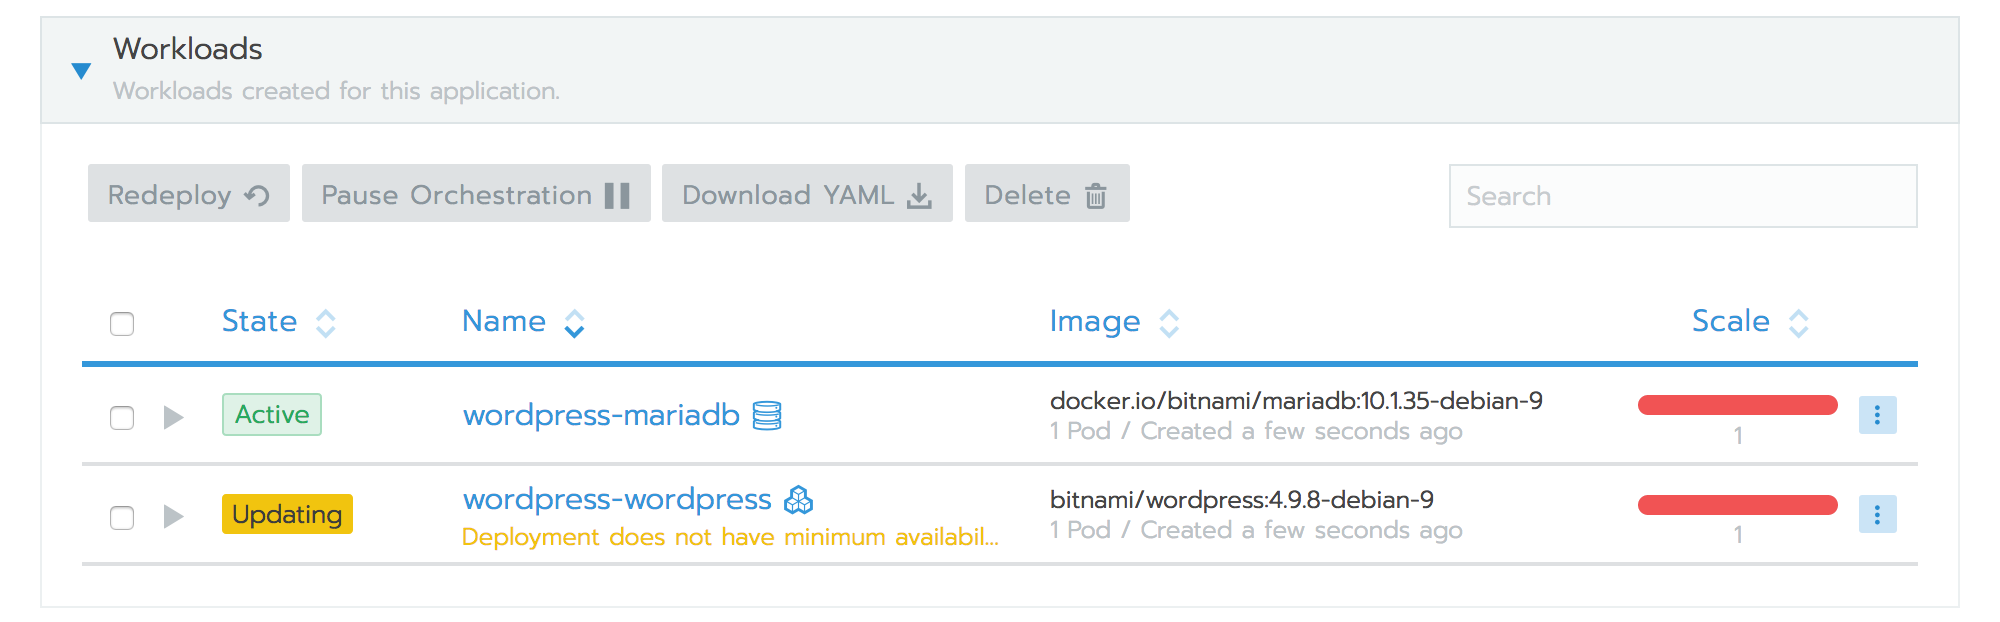 Workloads
Workloads created for this application.
Redeploy Pause Orchestration Download YAML Delete Search
State Name Image Scale
Active wordpress-mariadb docker.io/bitnami/mariadb:10.1.35-debian-9
1 Pod / Created a few seconds ago 1
Updating wordpress-wordpress bitnami/wordpress:4.9.8-debian-9
Deployment does not have minimum availabil... 1 Pod / Created a few seconds ago 1